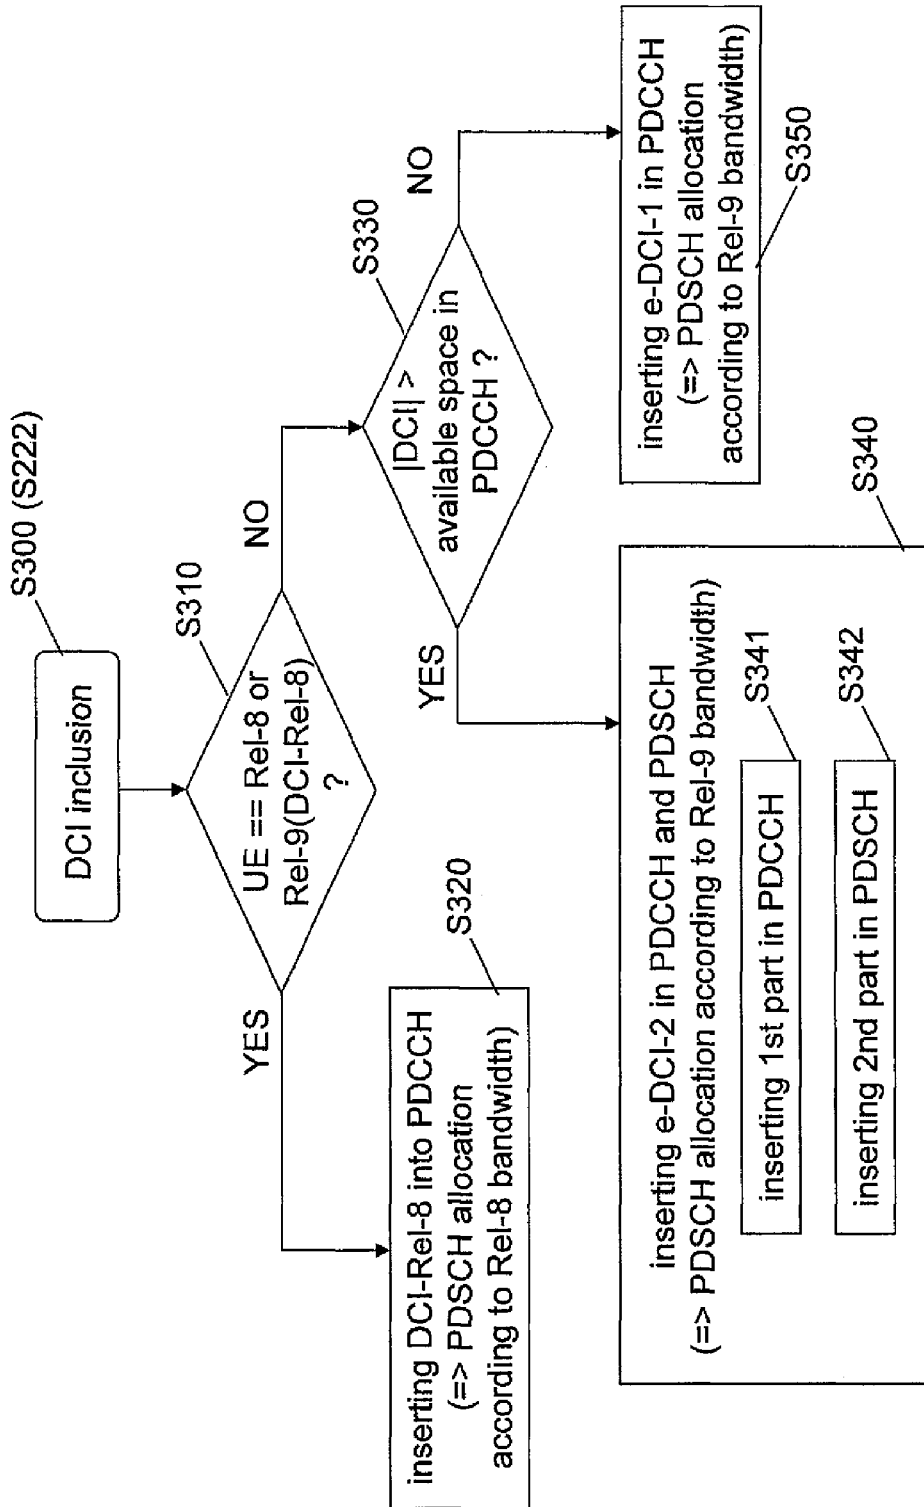 S300 (S222)
DCI inclusion
S310
UE == Rel-8 or
Rel-9(DCI-Rel-8)
?
YES
NO
S320
inserting DCI-Rel-8 into PDCCH
(=> PDSCH allocation
according to Rel-8 bandwidth)
S330
|DCI| >
available space in
PDCCH ?
YES
NO
S340
inserting e-DCI-2 in PDCCH and PDSCH
(=> PDSCH allocation according to Rel-9 bandwidth)
S341
inserting 1st part in PDCCH
S342
inserting 2nd part in PDSCH
inserting e-DCI-1 in PDCCH
(=> PDSCH allocation
according to Rel-9 bandwidth)
S350